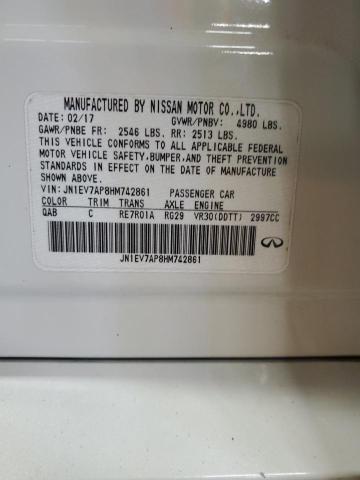 MANUFACTURED BY NISSAN MOTOR CO.,LTD.
DATE: 02/17 GVWR/PNBV: 4980 LBS.
GAWR/PNBE FR: 2546 LBS. RR: 2513 LBS.
THIS VEHICLE CONFORMS TO ALL APPLICABLE FEDERAL
MOTOR VEHICLE SAFETY,BUMPER,AND THEFT PREVENTION
STANDARDS IN EFFECT ON THE DATE OF MANUFACTURE
SHOWN ABOVE.
VIN: JN1EV7AP8HM742861 PASSENGER CAR
COLOR TRIM TRANS AXLE ENGINE
QAB C RE7R01A RG29 VR30(DDTT) 2997CC
JN1EV7AP8HM742861